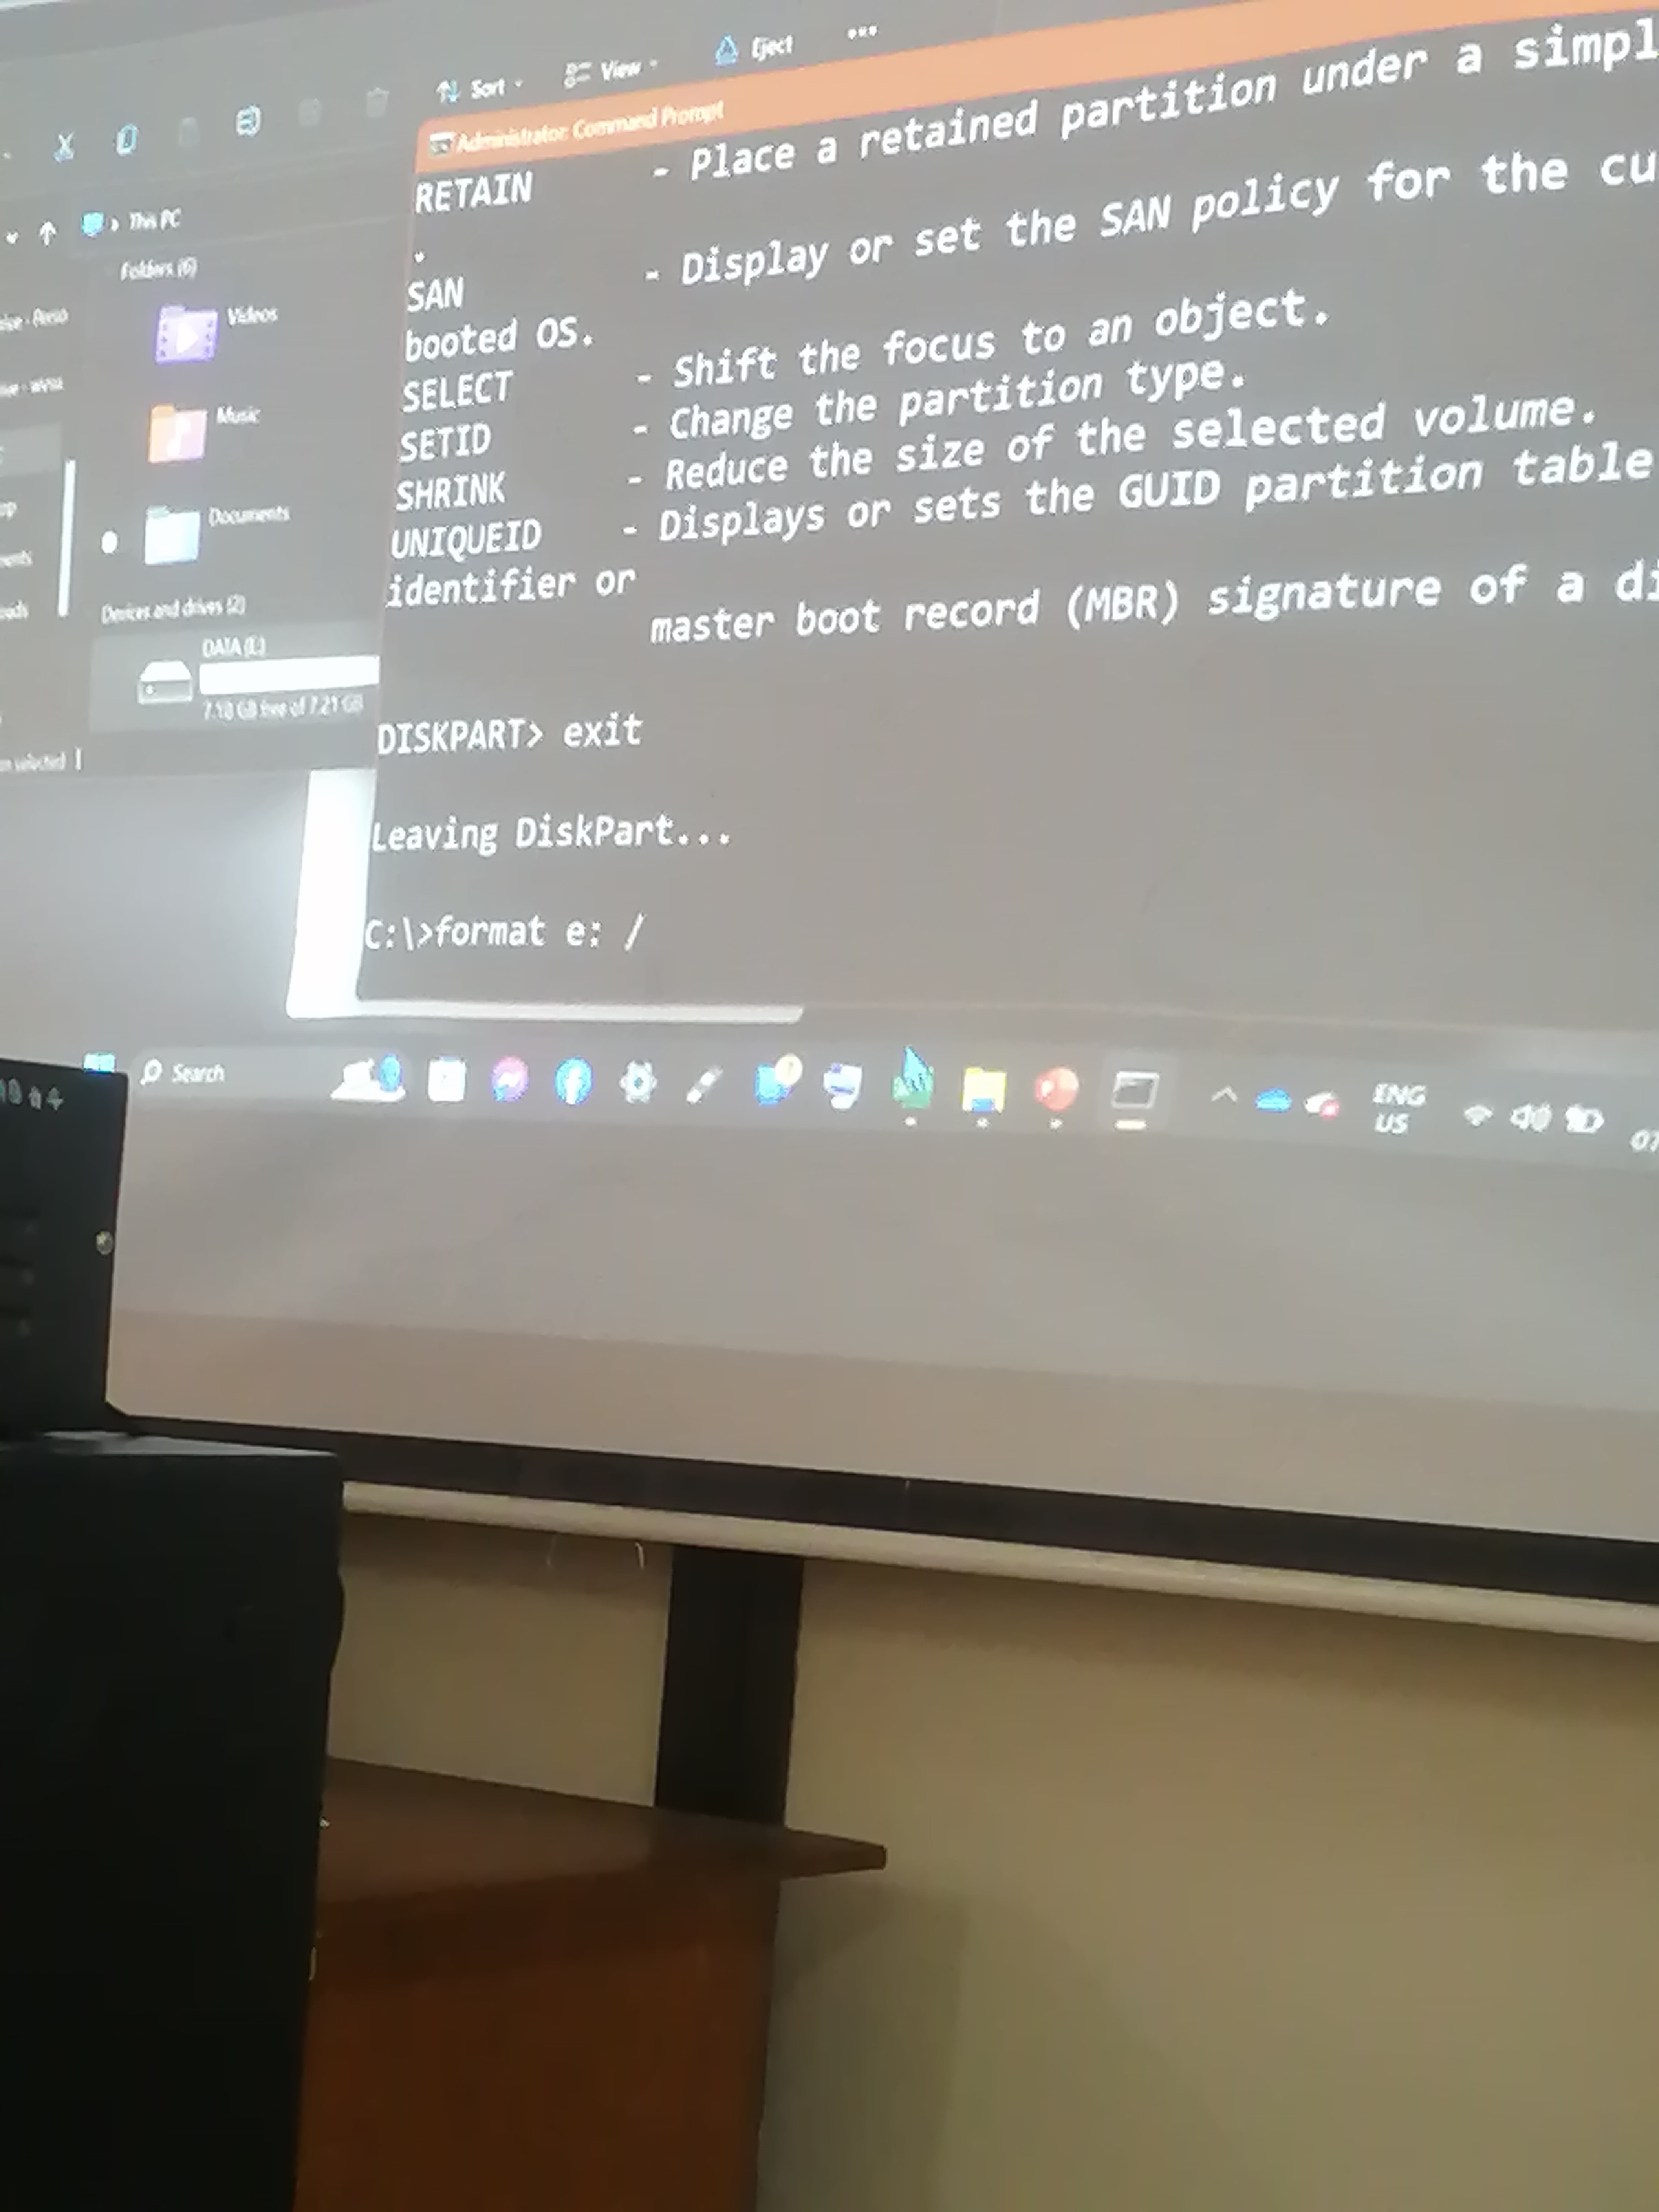 Sort
View
Eject
Administrator: Command Prompt
RETAIN - Place a retained partition under a simpl
.
SAN - Display or set the SAN policy for the cu
booted OS.
SELECT - Shift the focus to an object.
SETID - Change the partition type.
SHRINK - Reduce the size of the selected volume.
UNIQUEID - Displays or sets the GUID partition table
identifier or
master boot record (MBR) signature of a di
DISKPART> exit
Leaving DiskPart...
C:\>format e: /
This PC
Folders (6)
Videos
Music
Documents
Devices and drives (2)
DATA (E:)
7.18 GB free of 7.21 GB
selected
Search
ENG
US
07